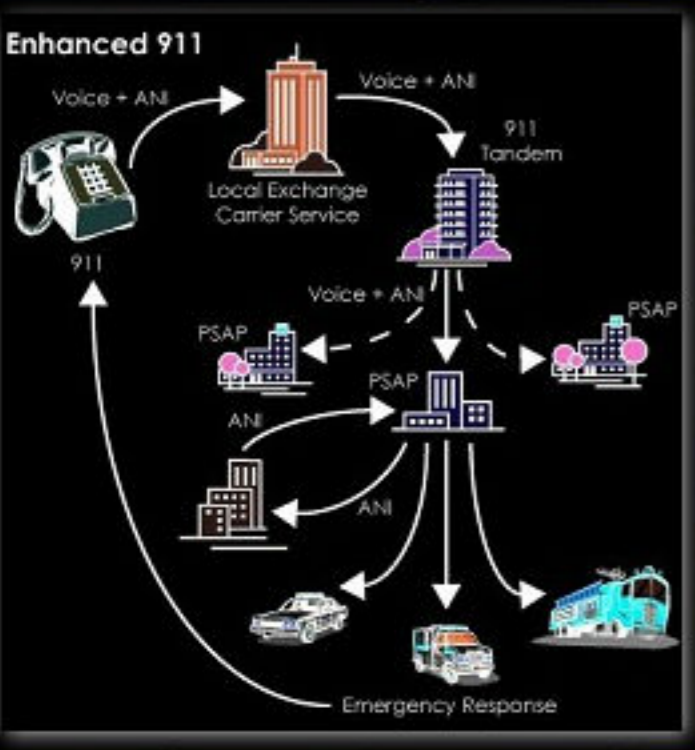 Enhanced 911
Voice + ANI
Voice + ANI
911
Tandem
Local Exchange
Carrier Service
911
Voice + ANI
PSAP
PSAP
PSAP
ANI
ANI
Emergency Response